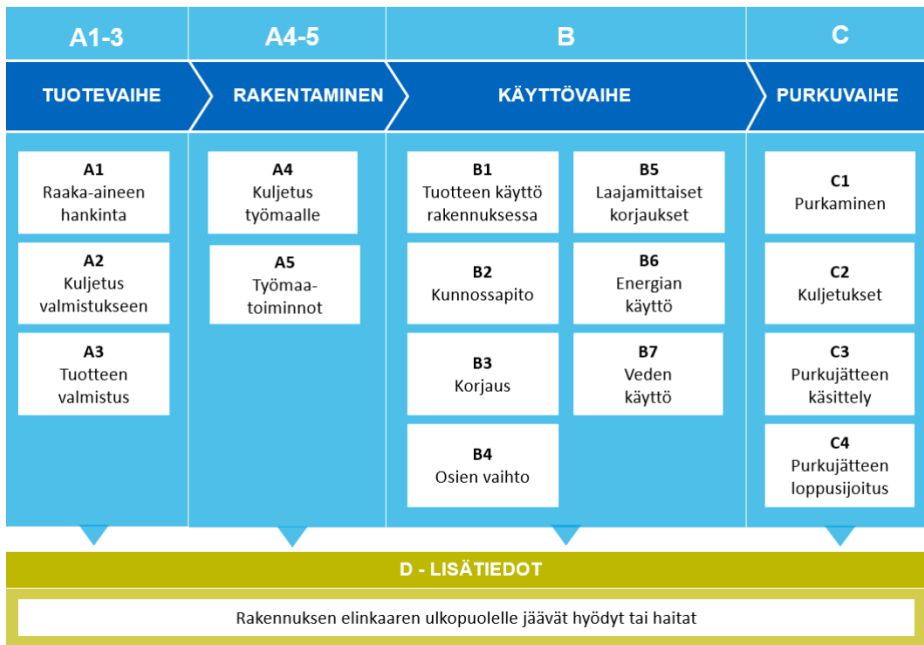 A1-3
A4-5
B
C
TUOTEVAIHE
RAKENTAMINEN
KÄYTTÖVAIHE
PURKUVAIHE
A1
Raaka-aineen
hankinta
A2
Kuljetus
valmistukseen
A3
Tuotteen
valmistus
A4
Kuljetus
työmaalle
A5
Työmaa-
toiminnot
B1
Tuotteen käyttö
rakennuksessa
B2
Kunnossapito
B3
Korjaus
B4
Osien vaihto
B5
Laajamittaiset
korjaukset
B6
Energian
käyttö
B7
Veden
käyttö
C1
Purkaminen
C2
Kuljetukset
C3
Purkujätteen
käsittely
C4
Purkujätteen
loppusijoitus
D - LISÄTIEDOT
Rakennuksen elinkaaren ulkopuolelle jäävät hyödyt tai haitat